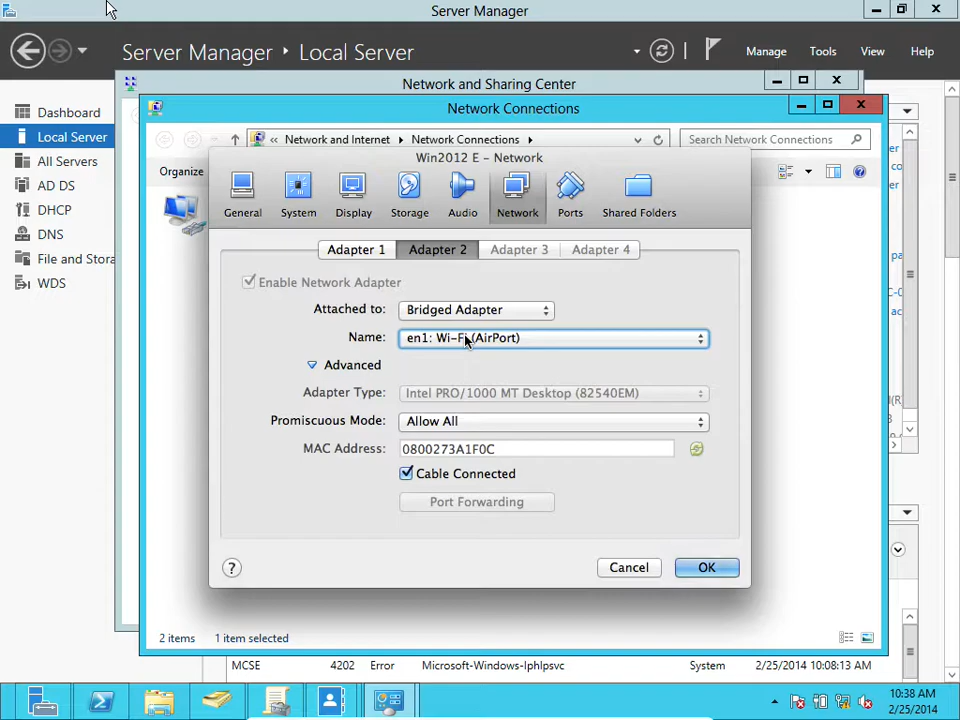 Server Manager
Server Manager
Local Server
Manage
Tools
View
Help
Network and Sharing Center
Network Connections
Dashboard
Local Server
All Servers
AD DS
DHCP
DNS
File and Stora
WDS
« Network and Internet
Network Connections
Search Network Connections
Organize
Win2012 E – Network
General
System
Display
Storage
Audio
Network
Ports
Shared Folders
Adapter 1
Adapter 2
Adapter 3
Adapter 4
Enable Network Adapter
Attached to:
Bridged Adapter
Name:
en1: Wi-Fi (AirPort)
Advanced
Adapter Type:
Intel PRO/1000 MT Desktop (82540EM)
Promiscuous Mode:
Allow All
MAC Address:
0800273A1F0C
Cable Connected
Port Forwarding
?
Cancel
OK
2 items
1 item selected
MCSE
4202
Error
Microsoft-Windows-Iphlpsvc
System
2/25/2014 10:08:13 AM
10:38 AM
2/25/2014